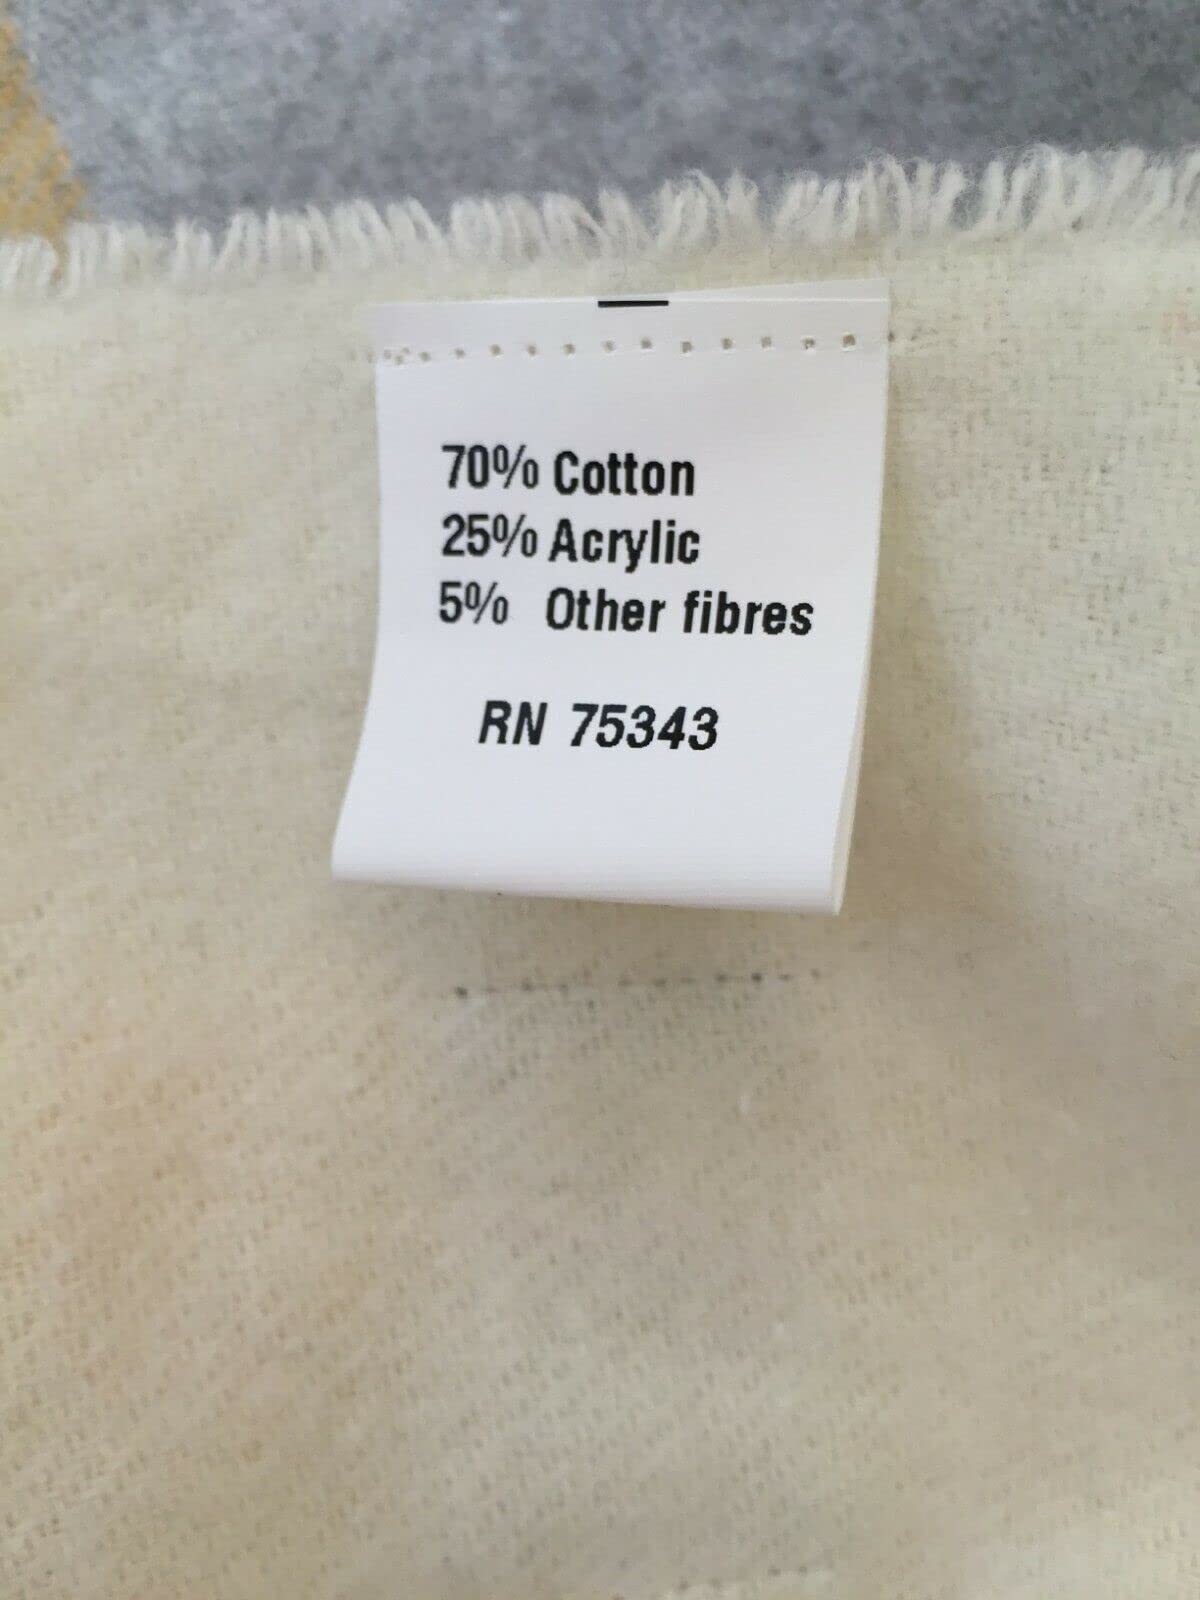 70% Cotton
25% Acrylic
5% Other fibres
RN 75343